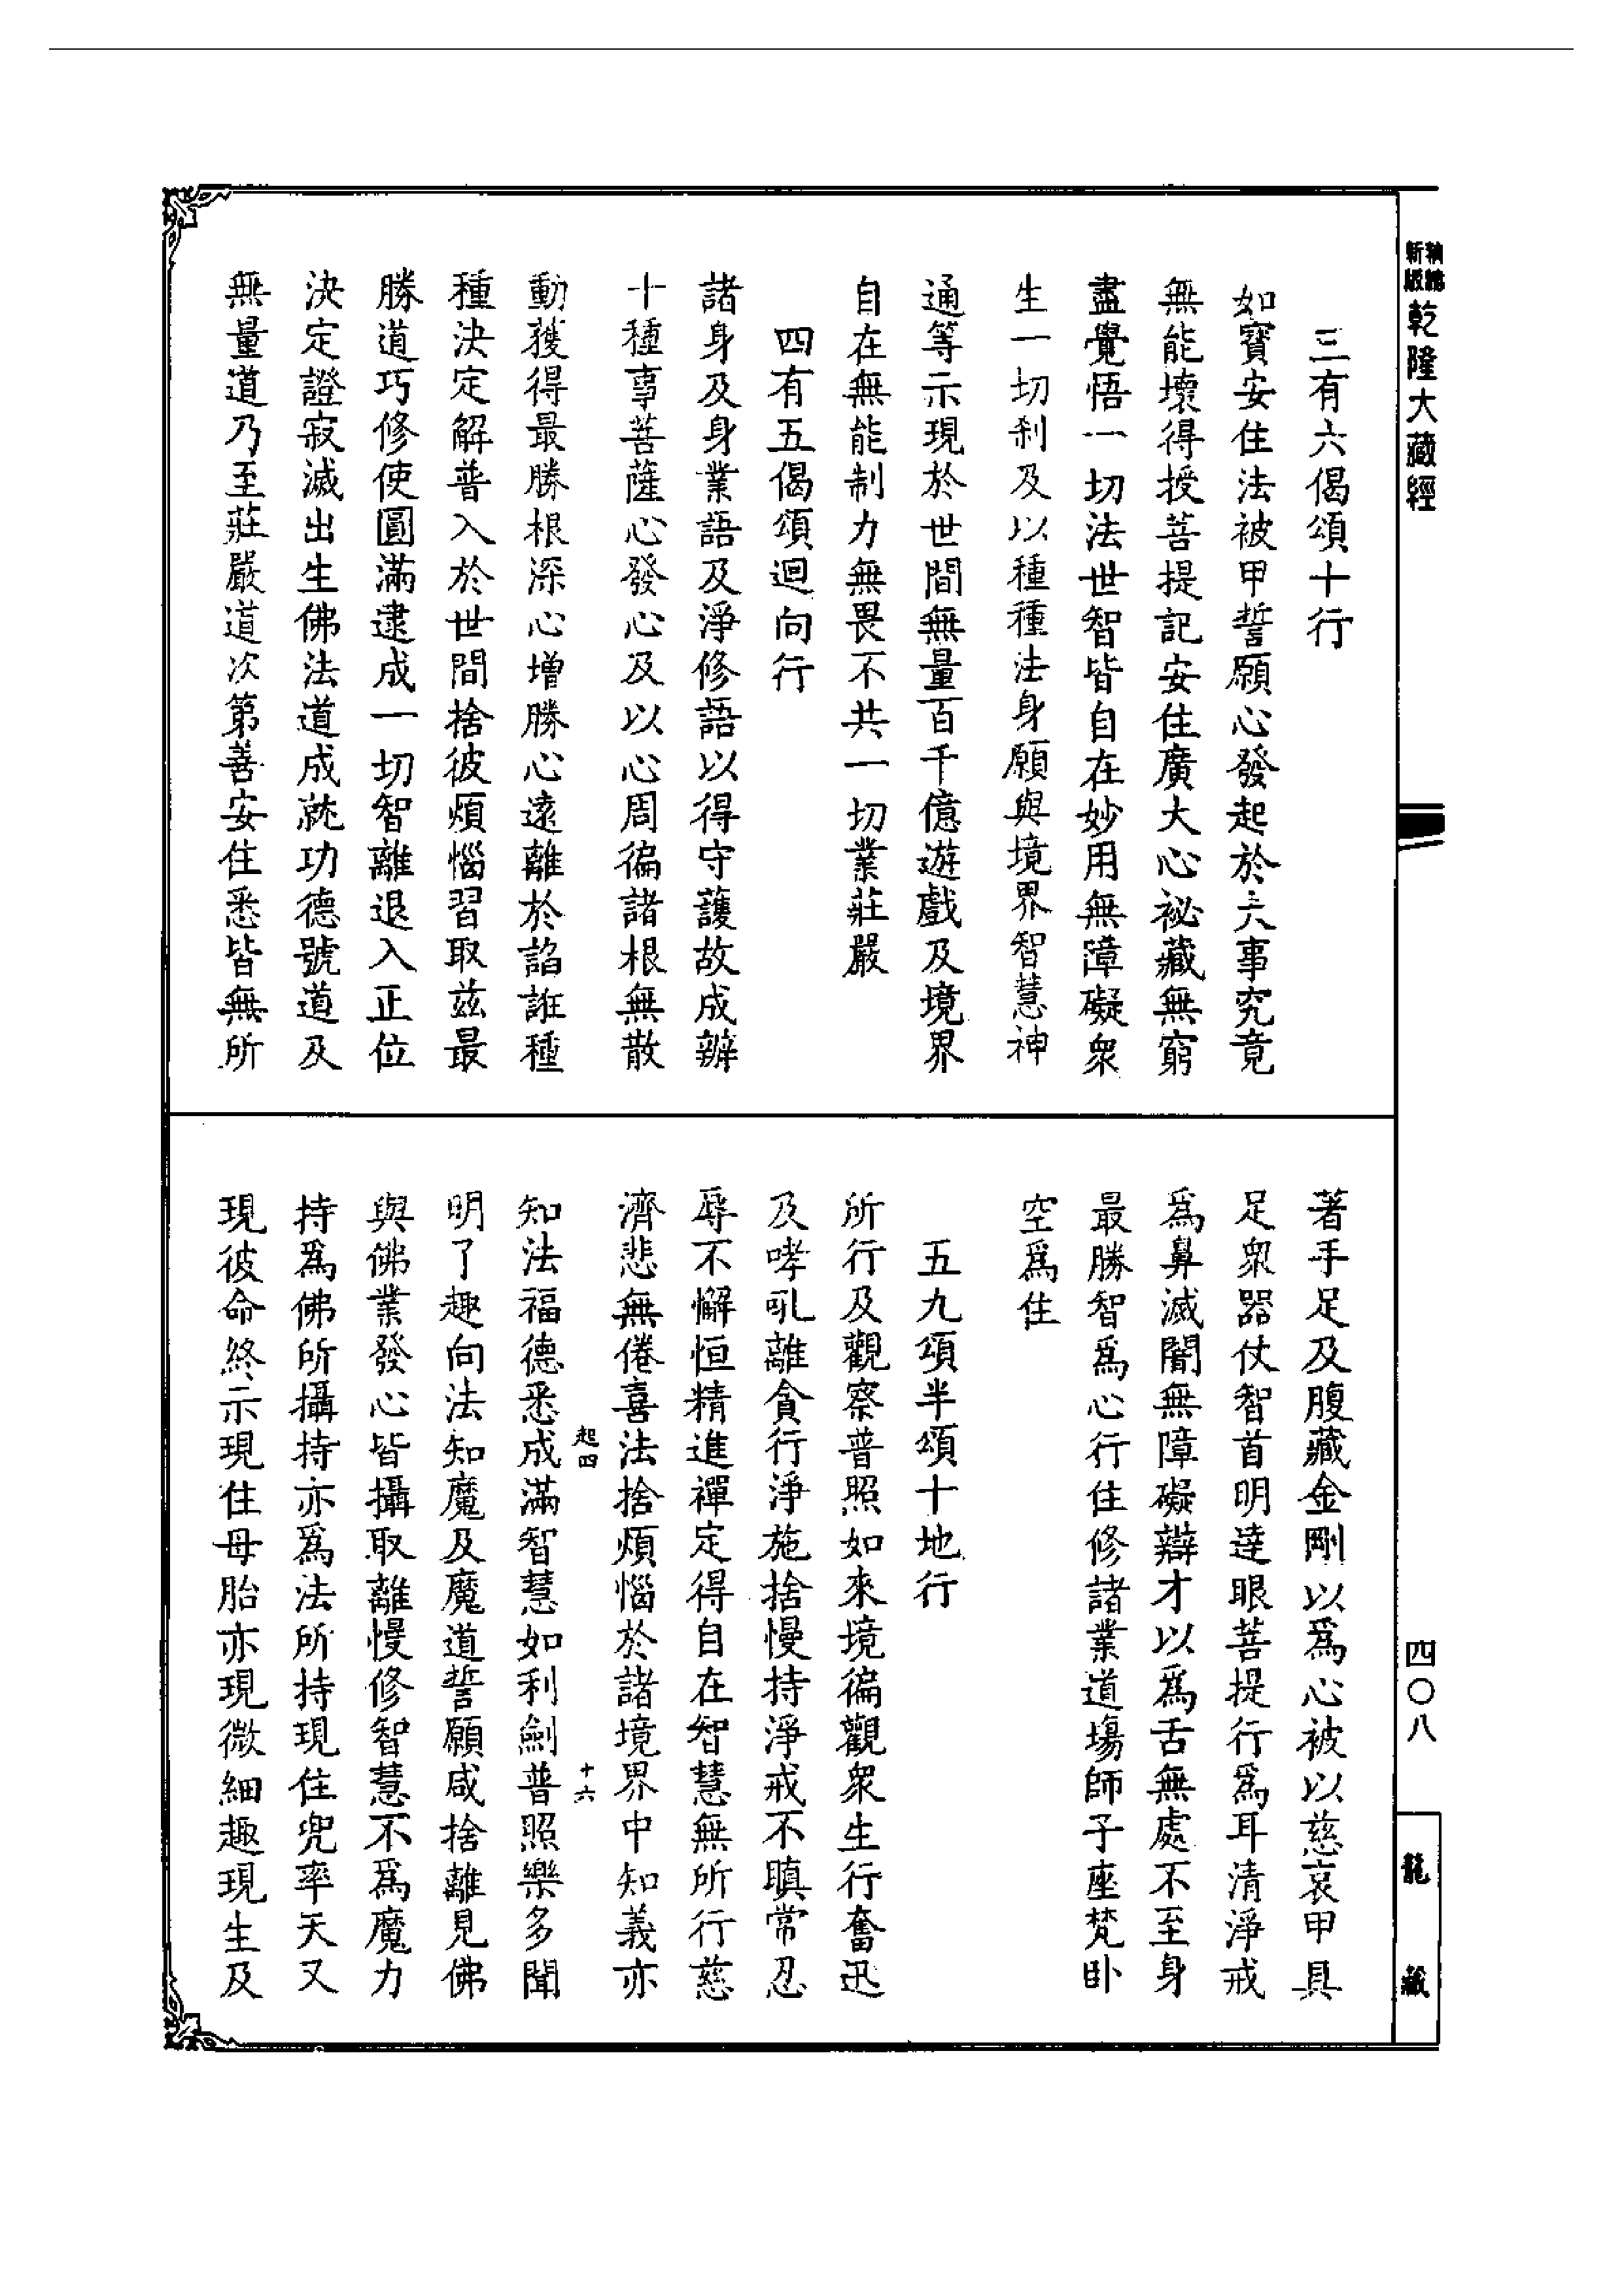 新版
精繕
乾隆大藏經
三有六偈頌十行
如寶安住法被甲誓願心發起於大事究竟
無能壞得授菩提記安住廣大心祕藏無窮
盡覺悟一切法世智皆自在妙用無障礙眾
生一切剎及以種種法身願與境界智慧神
通等示現於世間無量百千億遊戲及境界
自在無能制力無畏不共一切業莊嚴
四有五偈頌迴向行
諸身及身業語及淨修語以得守護故成辦
十種事菩薩心發心及以心周徧諸根無散
動獲得最勝根深心增勝心遠離於諂誑種
種決定解普入於世間捨彼煩惱習取茲最
勝道巧修使圓滿逮成一切智離退入正位
決定證寂滅出生佛法道成就功德號道及
無量道乃至莊嚴道次第善安住悉皆無所
著手足及腹藏金剛以為心被以慈哀甲具
足眾器仗智首明達眼菩提行為耳清淨戒
為鼻滅闇無障礙辯才以為舌無處不至身
最勝智為心行住修諸業道場師子座梵臥
空為住
五九頌半頌十地行
所行及觀察普照如來境徧觀眾生行奮迅
及哮吼離貪行淨施捨慢持淨戒不瞋常忍
辱不懈恒精進禪定得自在智慧無所行慈
濟悲無倦喜法捨煩惱於諸境界中知義亦
起四
十六
知法福德悉成滿智慧如利劍普照樂多聞
明了趣向法知魔及魔道誓願咸捨離見佛
與佛業發心皆攝取離慢修智慧不為魔力
持為佛所攝持亦為法所持現住兜率天又
現彼命終示現住母胎亦現微細趣現生及
四〇八
龍藏